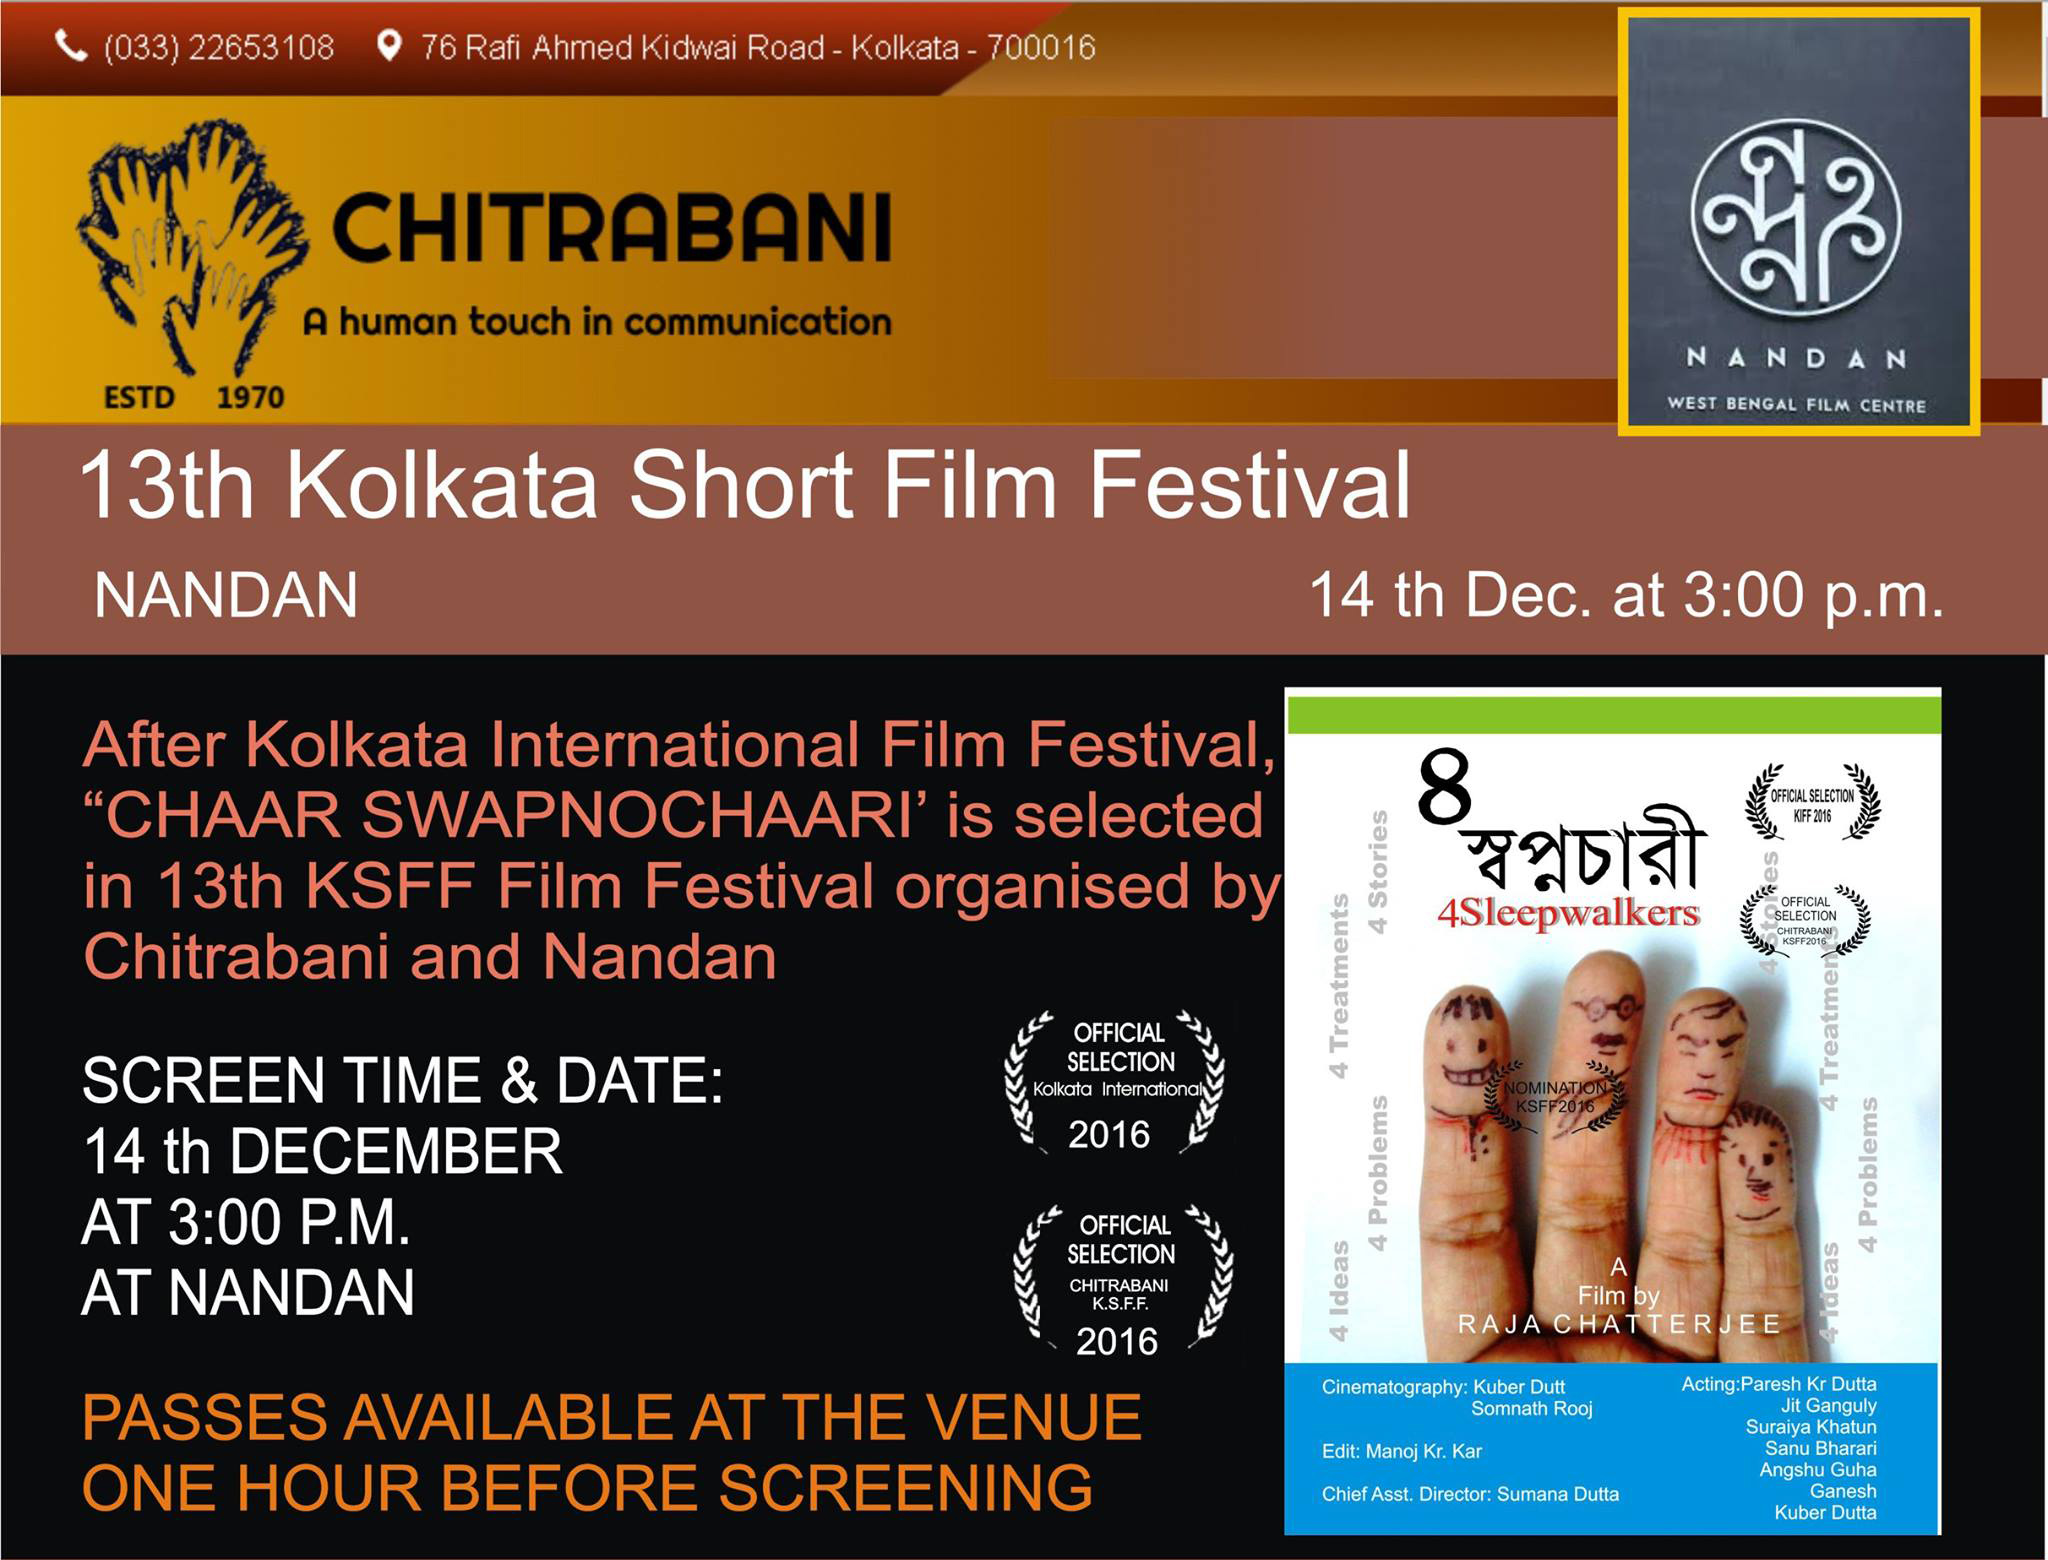 (033) 22653108 76 Rafi Ahmed Kidwai Road - Kolkata - 700016
CHITRABANI
A human touch in communication
ESTD 1970
নন্দন
NANDAN
WEST BENGAL FILM CENTRE
13th Kolkata Short Film Festival
NANDAN
14 th Dec. at 3:00 p.m.
After Kolkata International Film Festival,
“CHAAR SWAPNOCHAARI’ is selected
in 13th KSFF Film Festival organised by
Chitrabani and Nandan
SCREEN TIME & DATE:
14 th DECEMBER
AT 3:00 P.M.
AT NANDAN
OFFICIAL
SELECTION
Kolkata International
2016
OFFICIAL
SELECTION
CHITRABANI
K.S.F.F.
2016
PASSES AVAILABLE AT THE VENUE
ONE HOUR BEFORE SCREENING
৪
স্বপ্নচারী
4Sleepwalkers
OFFICIAL SELECTION
KIFF 2016
OFFICIAL
SELECTION
CHITRABANI
KSFF2016
4 Stories
4 Treatments
4 Problems
4 Ideas
4 Stories
4 Treatments
4 Problems
4 Ideas
NOMINATION
KSFF2016
A
Film by
RAJA CHATTERJEE
Cinematography: Kuber Dutt
Somnath Rooj
Edit: Manoj Kr. Kar
Chief Asst. Director: Sumana Dutta
Acting:Paresh Kr Dutta
Jit Ganguly
Suraiya Khatun
Sanu Bharari
Angshu Guha
Ganesh
Kuber Dutta